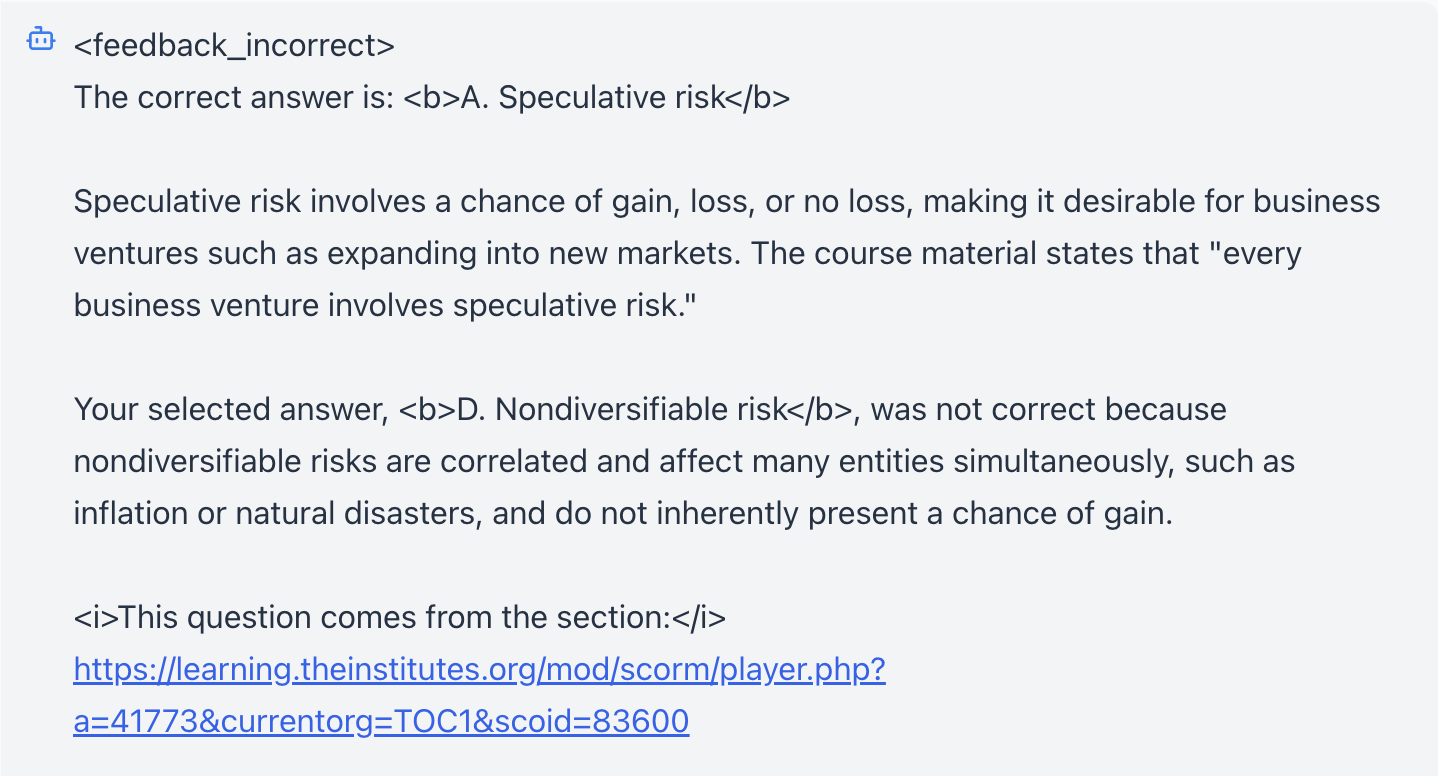 <feedback_incorrect>
The correct answer is: <b>A. Speculative risk</b>
Speculative risk involves a chance of gain, loss, or no loss, making it desirable for business
ventures such as expanding into new markets. The course material states that "every
business venture involves speculative risk."
Your selected answer, <b>D. Nondiversifiable risk</b>, was not correct because
nondiversifiable risks are correlated and affect many entities simultaneously, such as
inflation or natural disasters, and do not inherently present a chance of gain.
<i>This question comes from the section:</i>
https://learning.theinstitutes.org/mod/scorm/player.php?
a=41773&currentorg=TOC1&scoid=83600